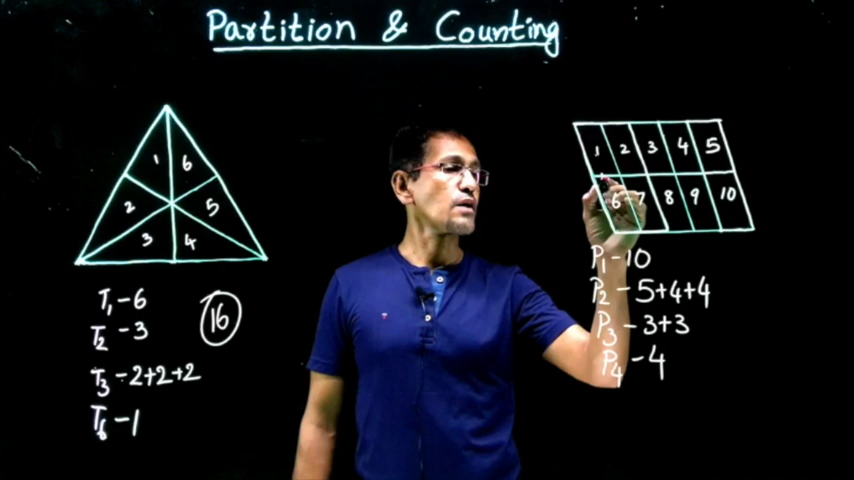 Partition & Counting
1 6
2 5
3 4
T1 - 6
T2 - 3
T3 - 2+2+2
T6 - 1
16
1 2 3 4 5
6 7 8 9 10
P1 - 10
P2 - 5+4+4
P3 - 3+3
P4 - 4